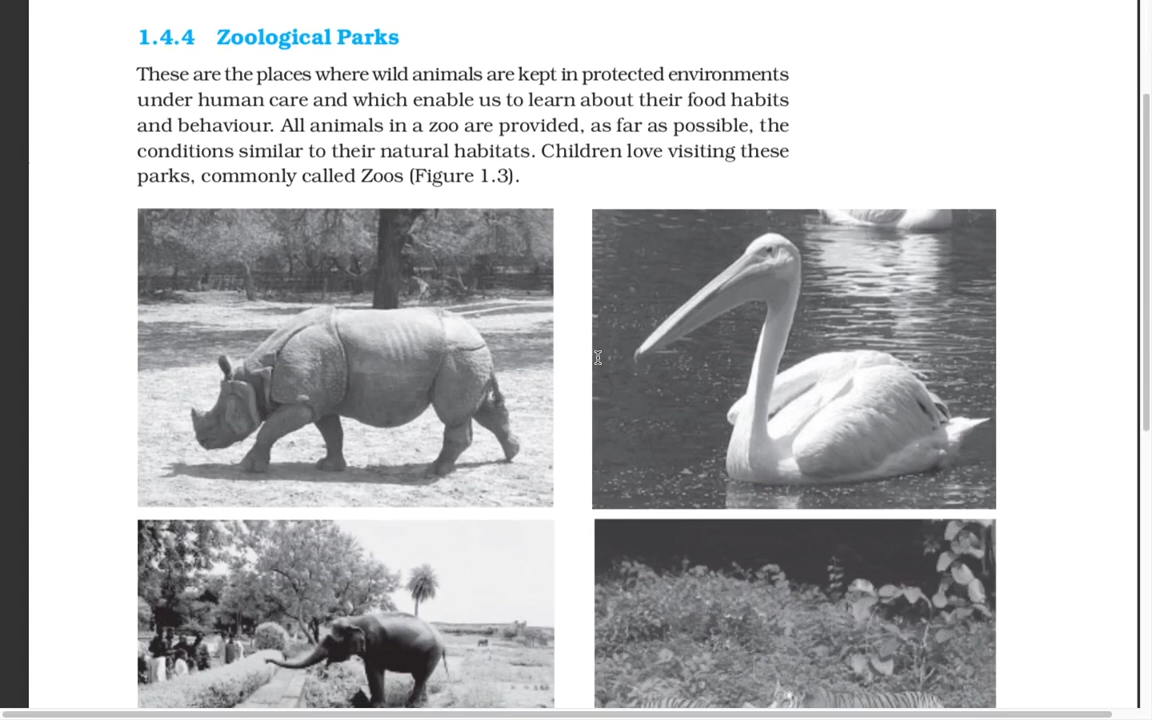 1.4.4 Zoological Parks
These are the places where wild animals are kept in protected environments
under human care and which enable us to learn about their food habits
and behaviour. All animals in a zoo are provided, as far as possible, the
conditions similar to their natural habitats. Children love visiting these
parks, commonly called Zoos (Figure 1.3).